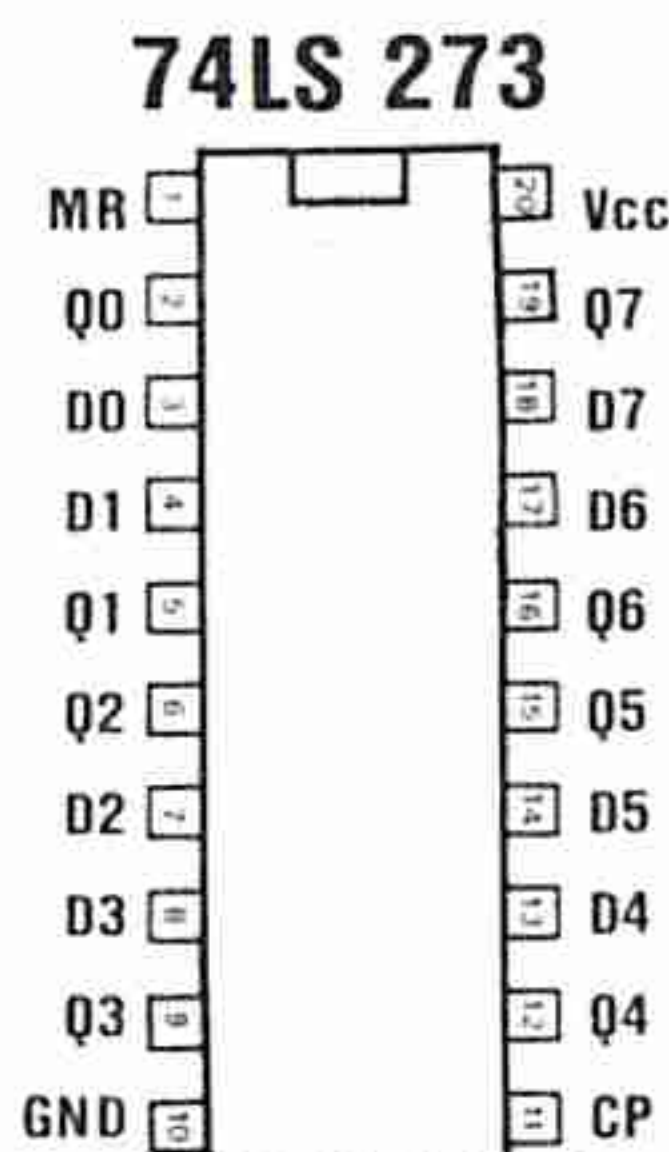 74LS 273
MR 1 20 Vcc
Q0 2 19 Q7
D0 3 18 D7
D1 4 17 D6
Q1 5 16 Q6
Q2 6 15 Q5
D2 7 14 D5
D3 8 13 D4
Q3 9 12 Q4
GND 10 11 CP